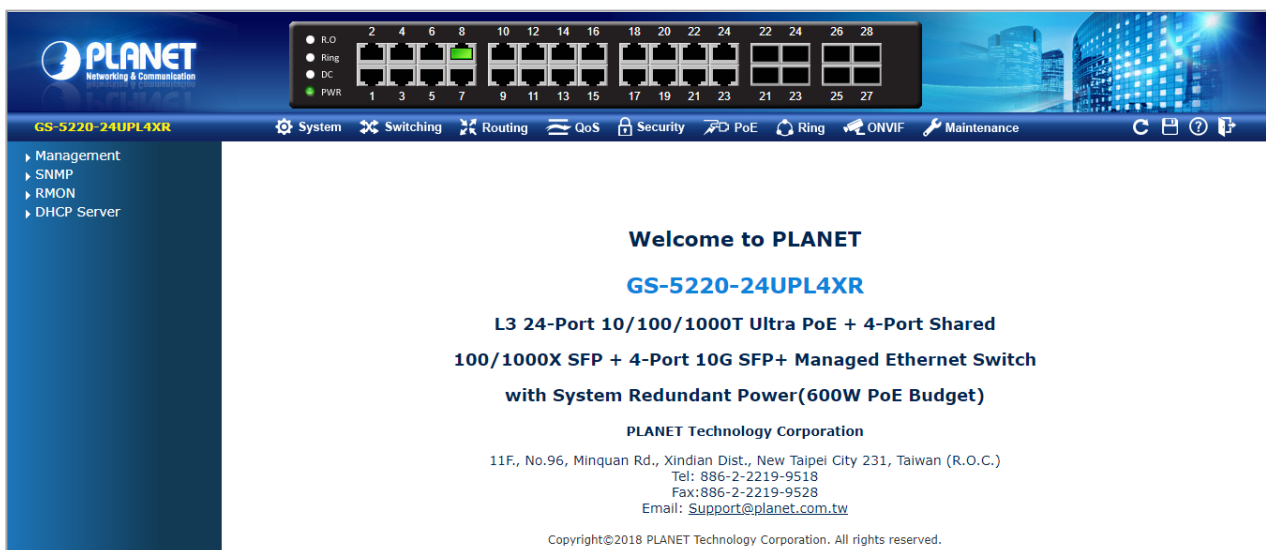 PLANET
Networking & Communication
R.O
Ring
DC
PWR
2 4 6 8 10 12 14 16 18 20 22 24 22 24 26 28
1 3 5 7 9 11 13 15 17 19 21 23 21 23 25 27
GS-5220-24UPL4XR
System Switching Routing QoS Security PoE Ring ONVIF Maintenance
Management
SNMP
RMON
DHCP Server
Welcome to PLANET
GS-5220-24UPL4XR
L3 24-Port 10/100/1000T Ultra PoE + 4-Port Shared
100/1000X SFP + 4-Port 10G SFP+ Managed Ethernet Switch
with System Redundant Power(600W PoE Budget)
PLANET Technology Corporation
11F., No.96, Minquan Rd., Xindian Dist., New Taipei City 231, Taiwan (R.O.C.)
Tel: 886-2-2219-9518
Fax:886-2-2219-9528
Email: Support@planet.com.tw
Copyright©2018 PLANET Technology Corporation. All rights reserved.